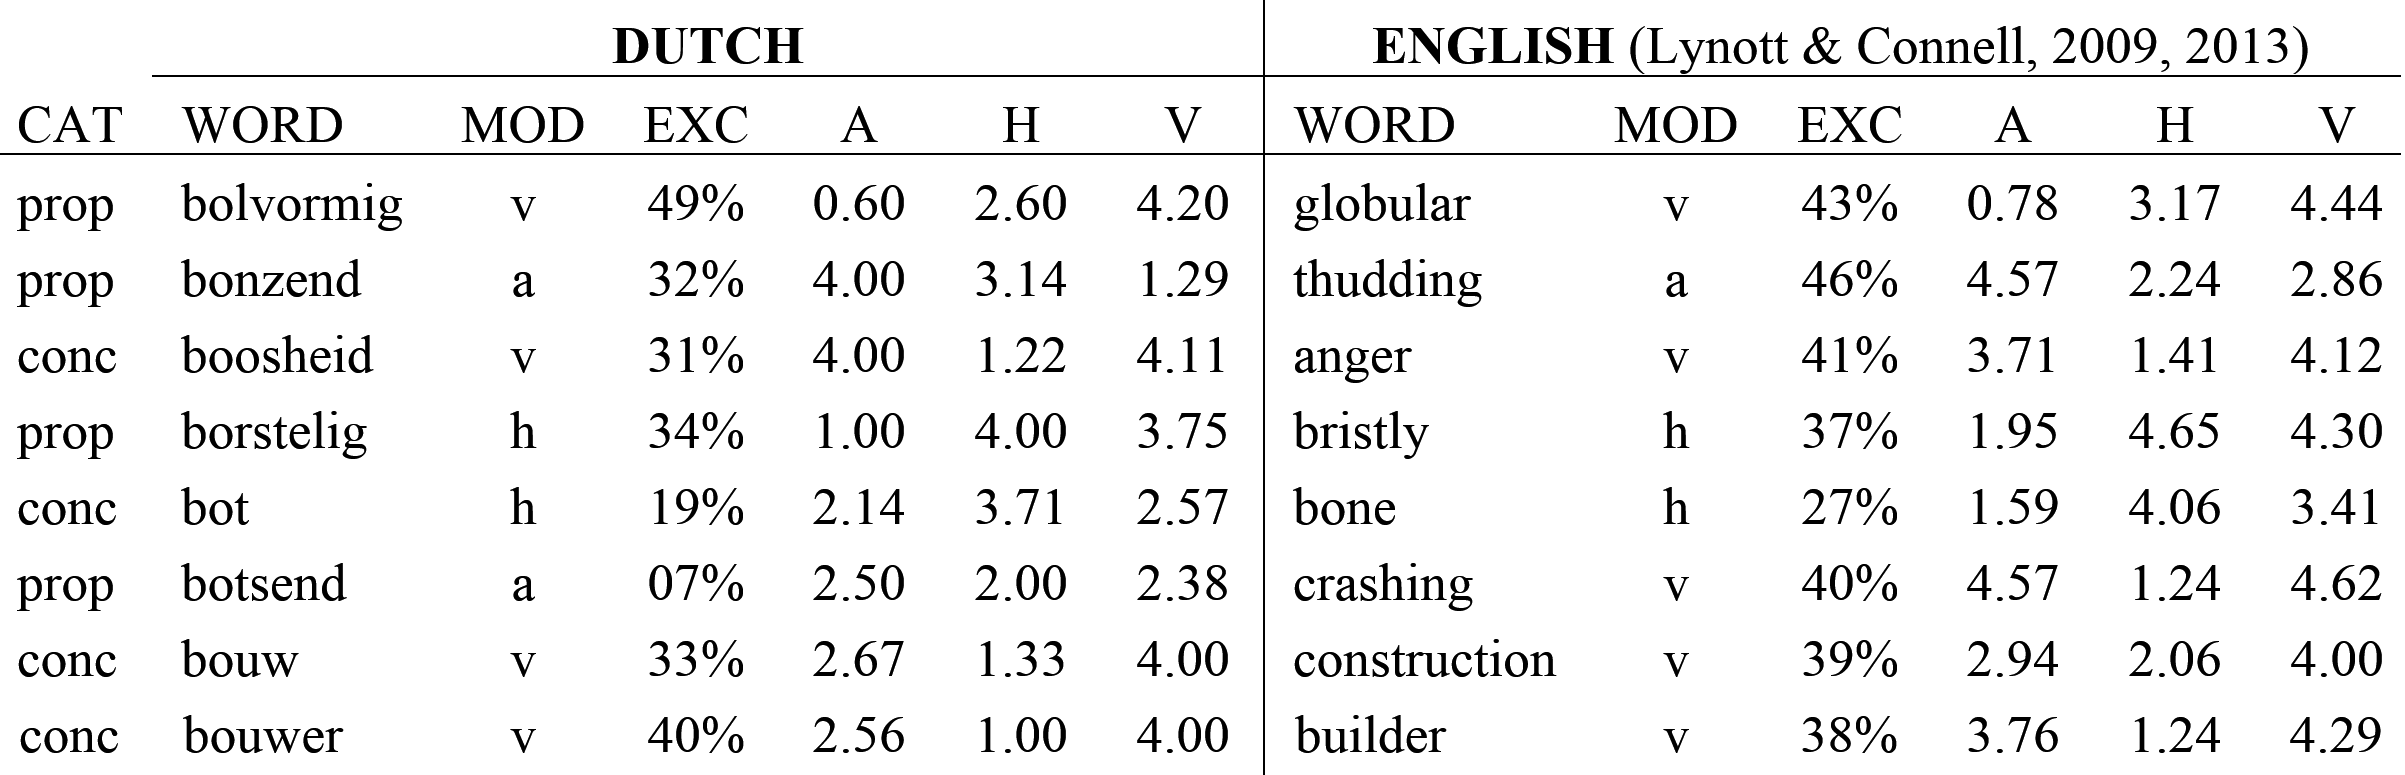 DUTCH ENGLISH (Lynott & Connell, 2009, 2013)
CAT WORD MOD EXC A H V WORD MOD EXC A H V
prop bolvormig v 49% 0.60 2.60 4.20 globular v 43% 0.78 3.17 4.44
prop bonzend a 32% 4.00 3.14 1.29 thudding a 46% 4.57 2.24 2.86
conc boosheid v 31% 4.00 1.22 4.11 anger v 41% 3.71 1.41 4.12
prop borstelig h 34% 1.00 4.00 3.75 bristly h 37% 1.95 4.65 4.30
conc bot h 19% 2.14 3.71 2.57 bone h 27% 1.59 4.06 3.41
prop botsend a 07% 2.50 2.00 2.38 crashing v 40% 4.57 1.24 4.62
conc bouw v 33% 2.67 1.33 4.00 construction v 39% 2.94 2.06 4.00
conc bouwer v 40% 2.56 1.00 4.00 builder v 38% 3.76 1.24 4.29